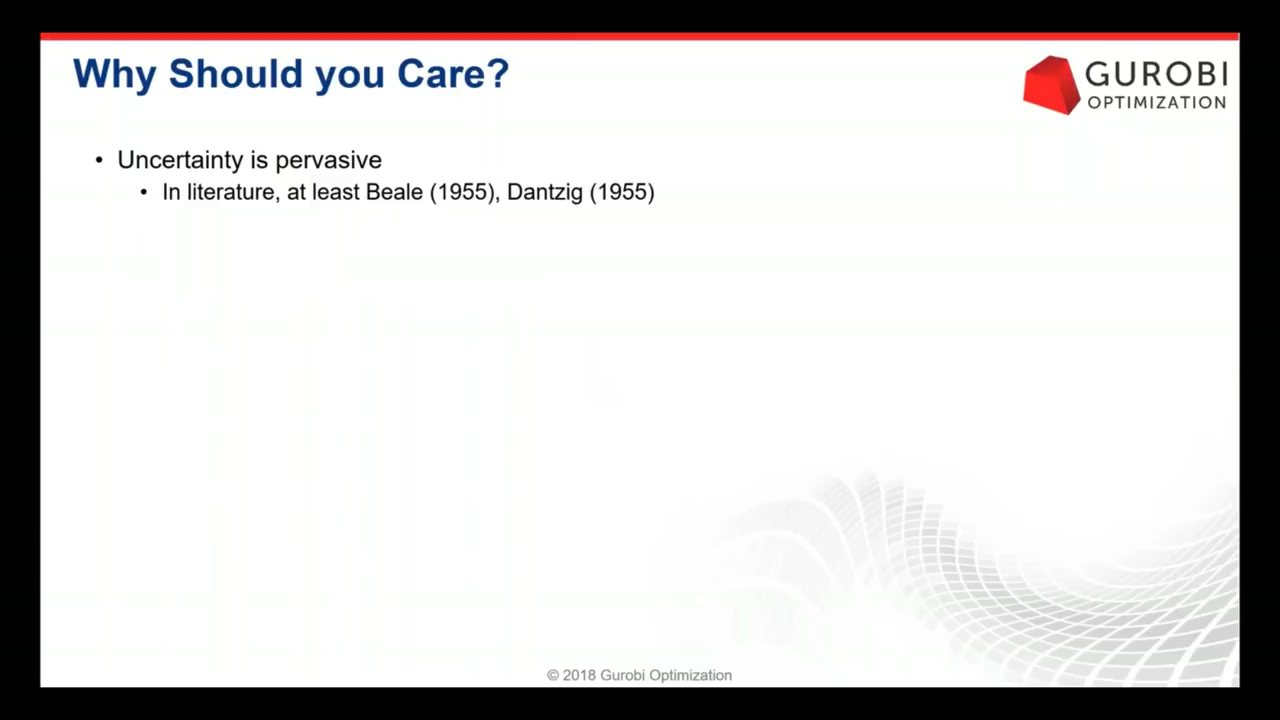 Why Should you Care?
GUROBI
OPTIMIZATION
• Uncertainty is pervasive
• In literature, at least Beale (1955), Dantzig (1955)
© 2018 Gurobi Optimization